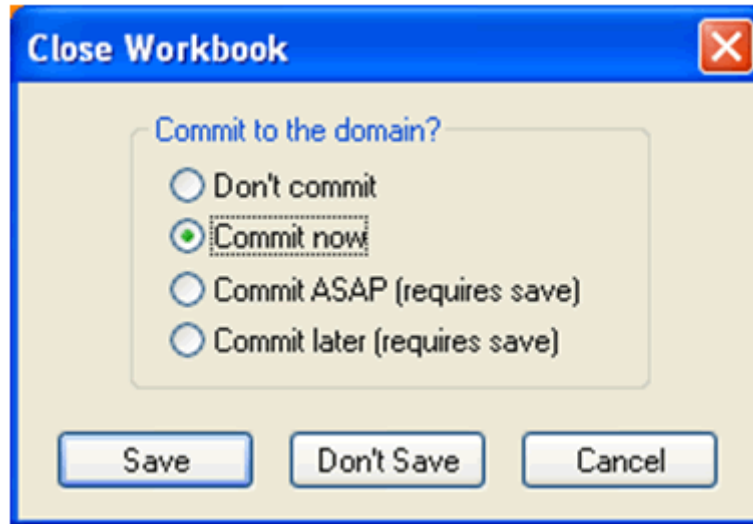 Close Workbook
Commit to the domain?
Don't commit
Commit now
Commit ASAP (requires save)
Commit later (requires save)
Save Don't Save Cancel